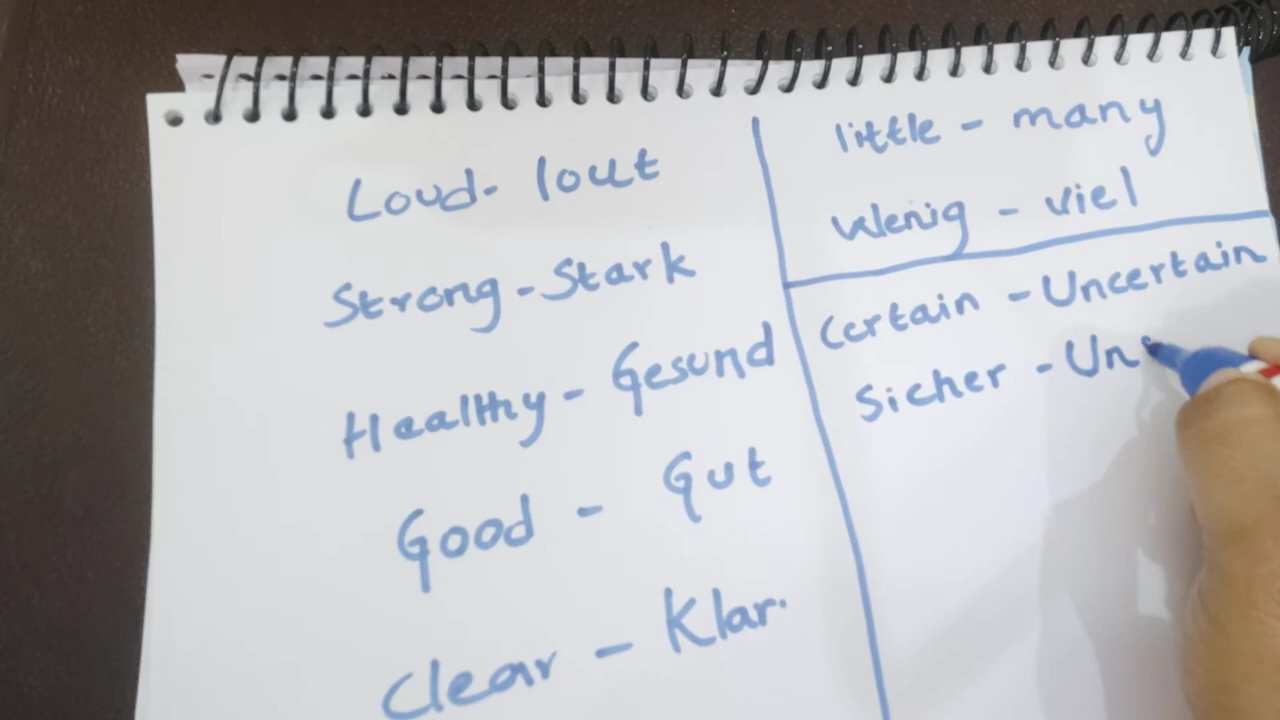 Loud - lout
Strong - Stark
Healthy - Gesund
Good - Gut
Clear - Klar.
little - many
Wenig - viel
Certain - Uncertain
Sicher - Un